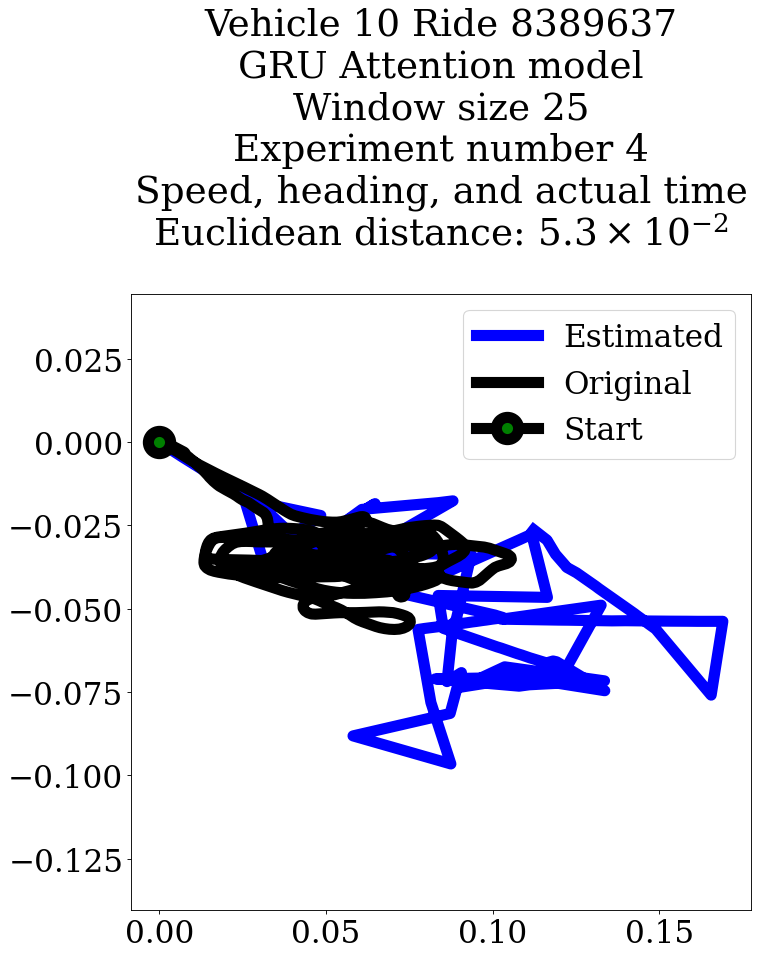 Vehicle 10 Ride 8389637
GRU Attention model
Window size 25
Experiment number 4
Speed, heading, and actual time
Euclidean distance: 5.3 × 10⁻²
Estimated
Original
Start
0.025
0.000
−0.025
−0.050
−0.075
−0.100
−0.125
0.00 0.05 0.10 0.15